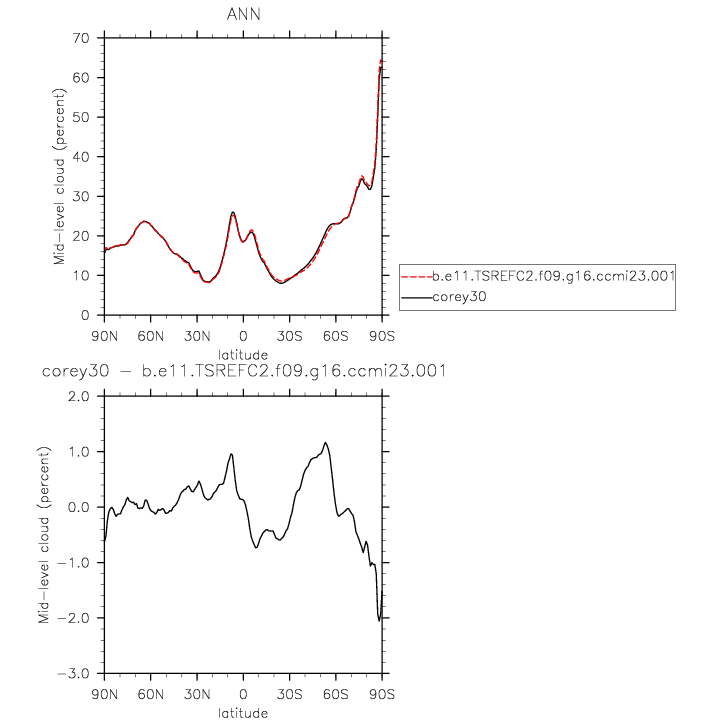 ANN
70
60
50
40
30
20
10
0
Mid-level cloud (percent)
90N 60N 30N 0 30S 60S 90S
latitude
b.e11.TSREFC2.f09.g16.ccmi23.001
corey30
corey30 - b.e11.TSREFC2.f09.g16.ccmi23.001
2.0
1.0
0.0
-1.0
-2.0
-3.0
Mid-level cloud (percent)
90N 60N 30N 0 30S 60S 90S
latitude